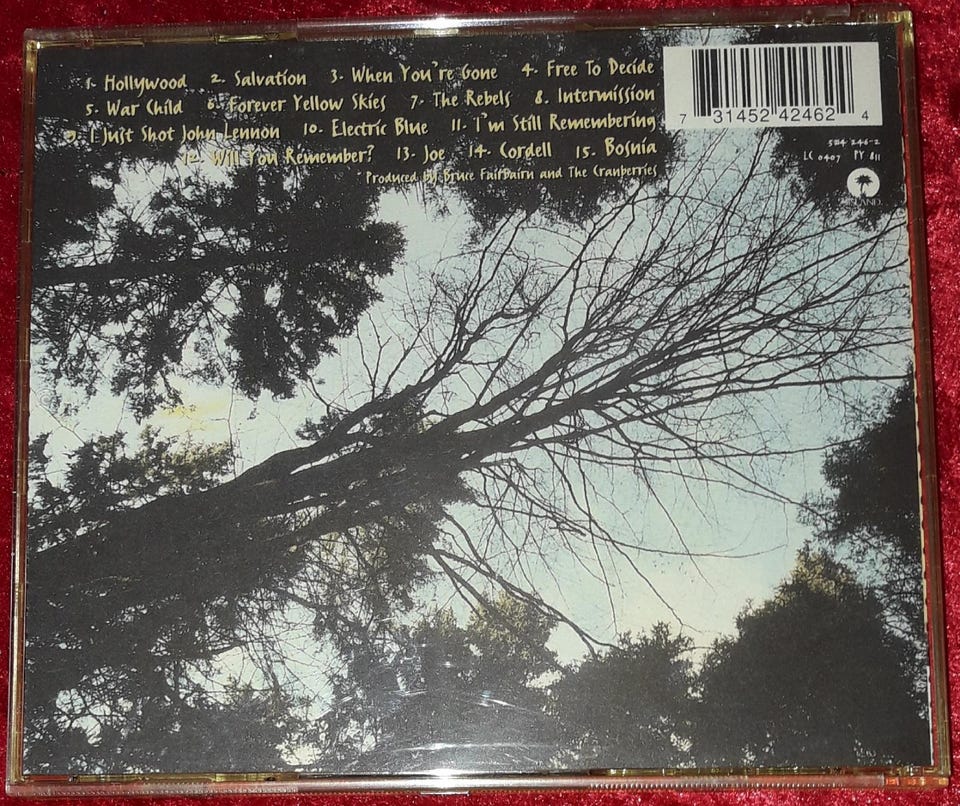 1. Hollywood 2. Salvation 3. When You're Gone 4. Free To Decide
5. War Child 6. Forever Yellow Skies 7. The Rebels 8. Intermission
9. I Just Shot John Lennon 10. Electric Blue 11. I'm Still Remembering
12. Will You Remember? 13. Joe 14. Cordell 15. Bosnia
Produced by Bruce Fairbairn and The Cranberries
7 31452 42462 4
524 246-2
LC 0407 PY 811
ISLAND